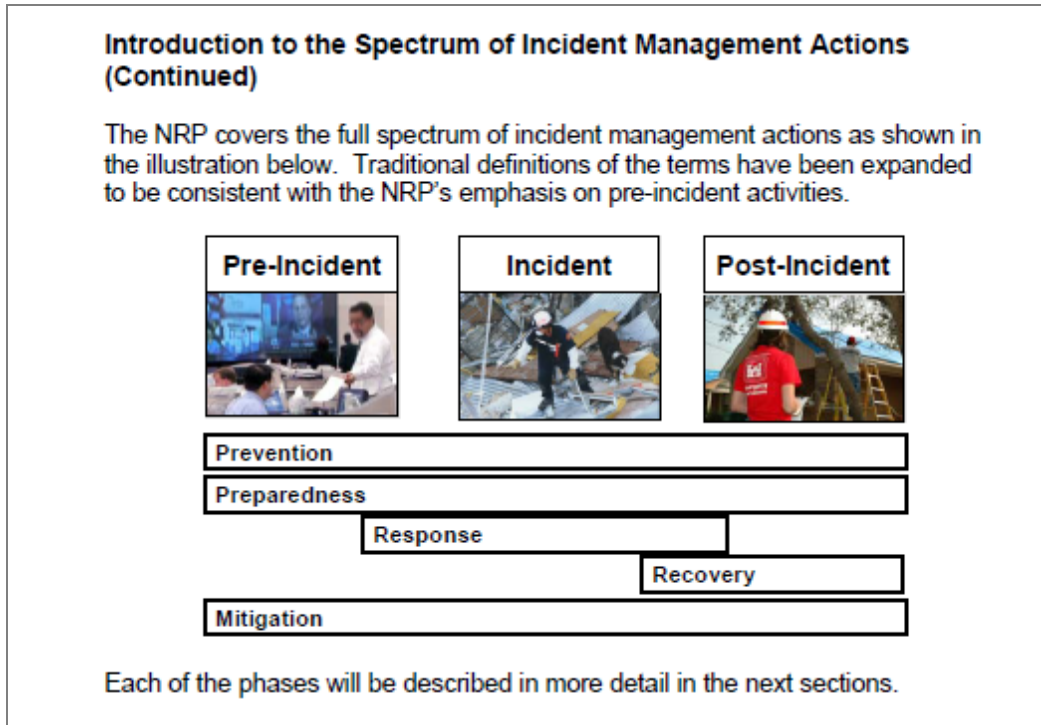 Introduction to the Spectrum of Incident Management Actions
(Continued)
The NRP covers the full spectrum of incident management actions as shown in
the illustration below.  Traditional definitions of the terms have been expanded
to be consistent with the NRP's emphasis on pre-incident activities.
Pre-Incident
Incident
Post-Incident
Prevention
Preparedness
Response
Recovery
Mitigation
Each of the phases will be described in more detail in the next sections.